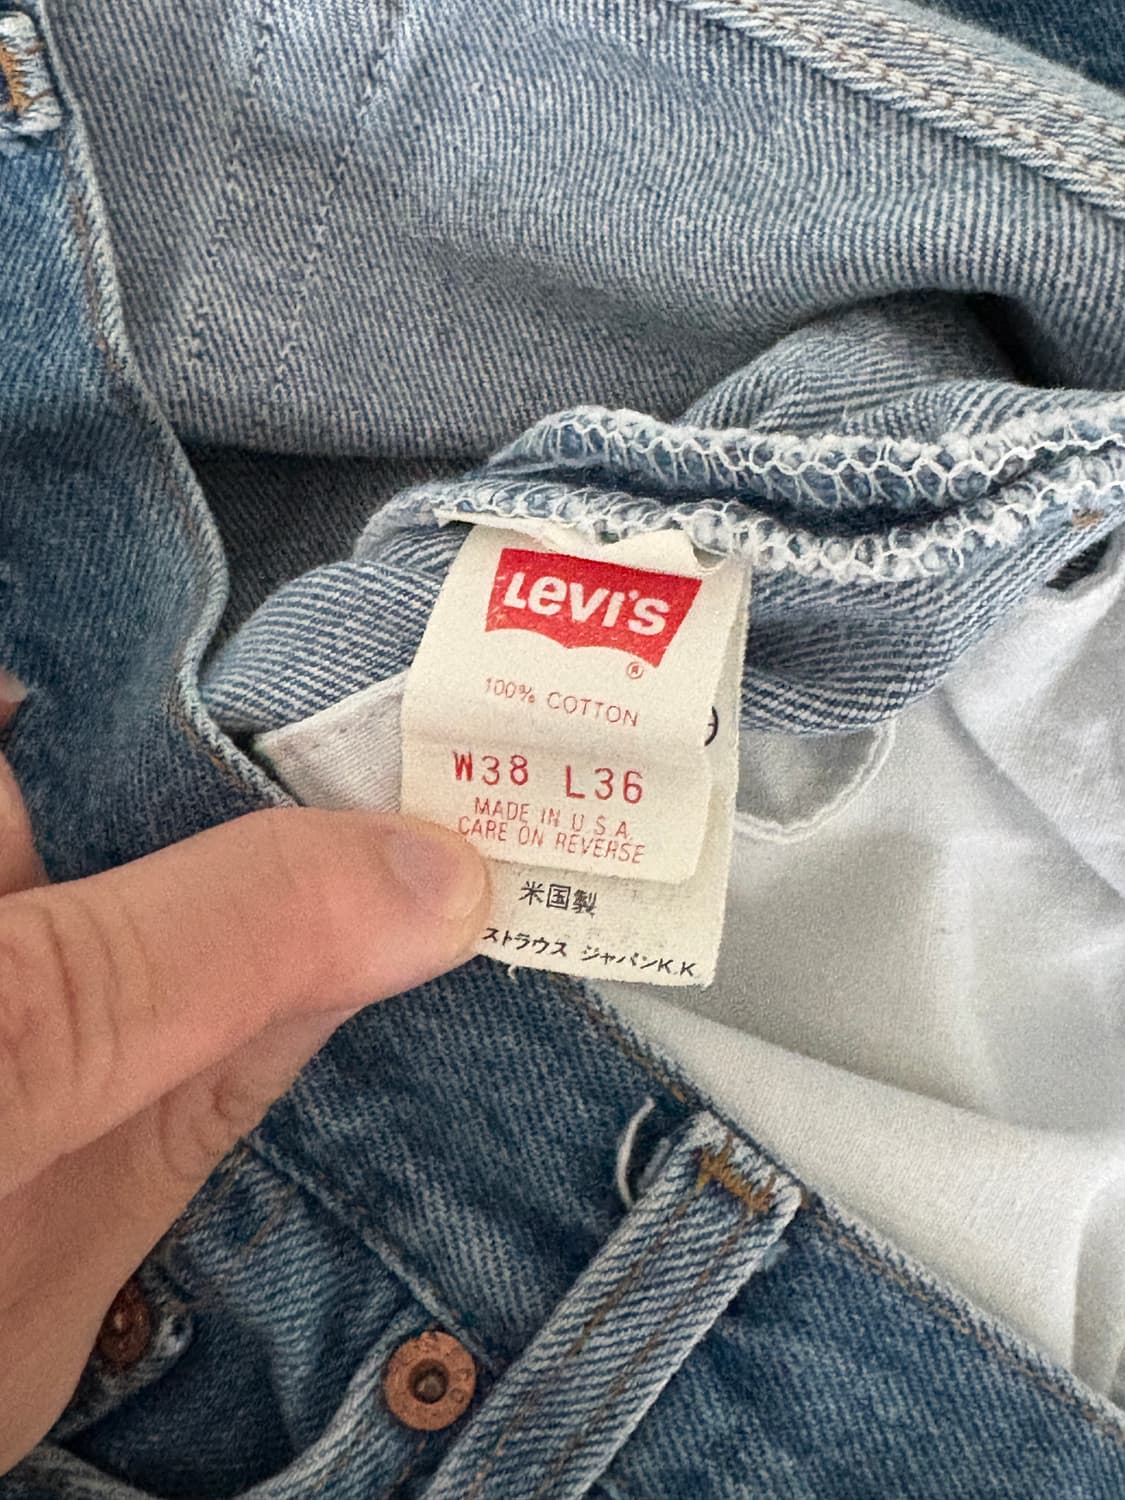 LEVI'S
®
100% COTTON
W38 L36
MADE IN U.S.A.
CARE ON REVERSE
米国製
ストラウス ジャパンK.K